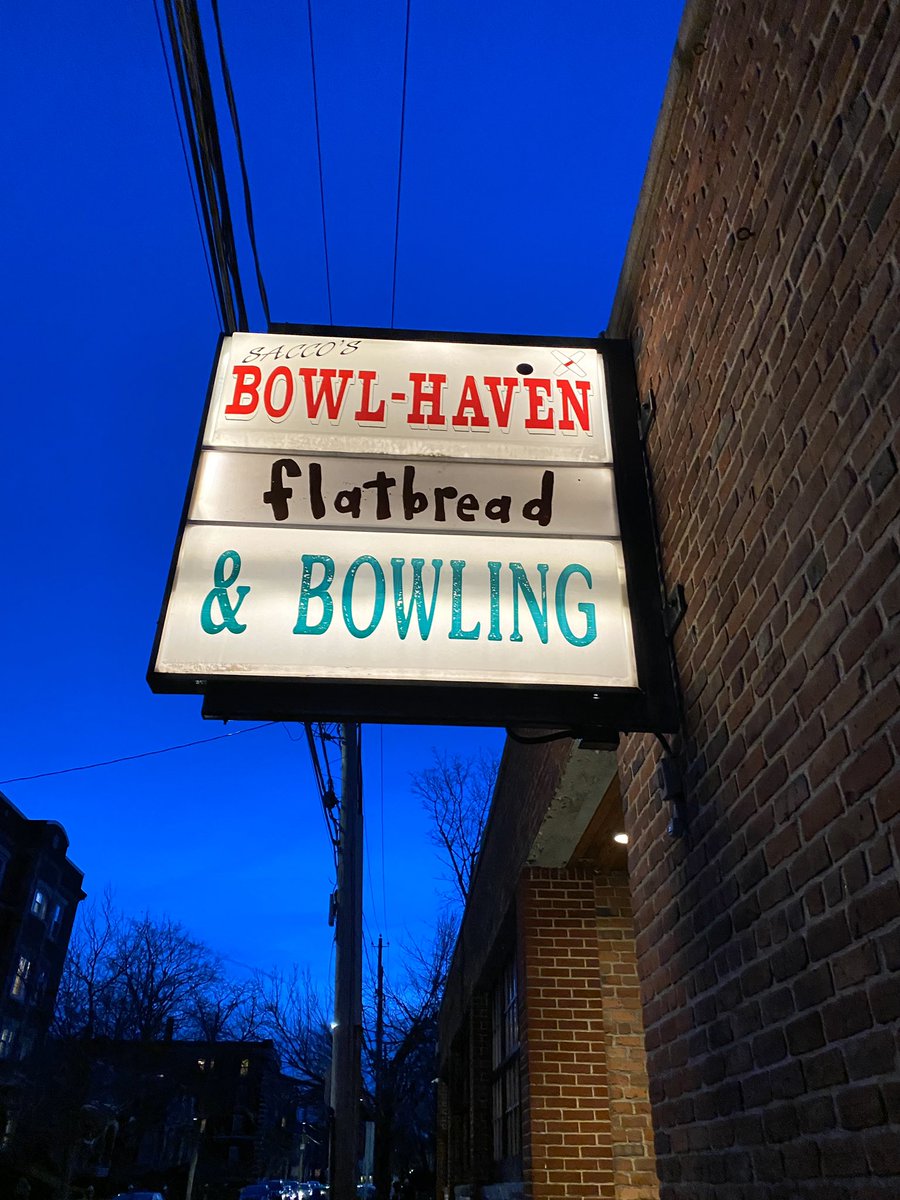 SACCO'S
BOWL-HAVEN
flatbread
& BOWLING